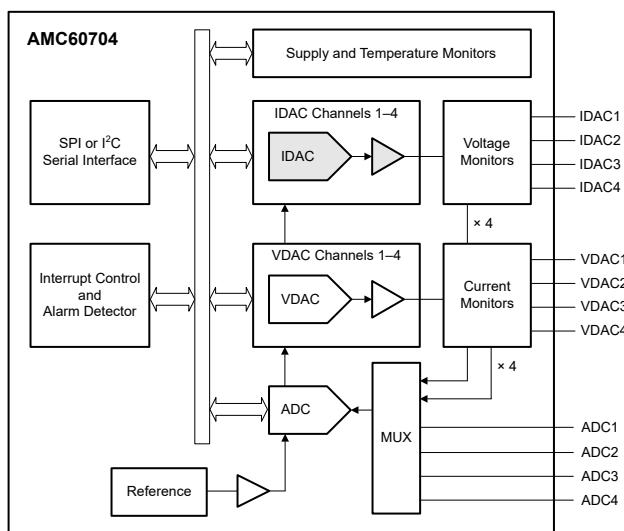 AMC60704
Supply and Temperature Monitors
SPI or I²C
Serial Interface
IDAC Channels 1–4
IDAC
Voltage
Monitors
IDAC1
IDAC2
IDAC3
IDAC4
× 4
Interrupt Control
and
Alarm Detector
VDAC Channels 1–4
VDAC
Current
Monitors
VDAC1
VDAC2
VDAC3
VDAC4
× 4
ADC
MUX
ADC1
ADC2
ADC3
ADC4
Reference